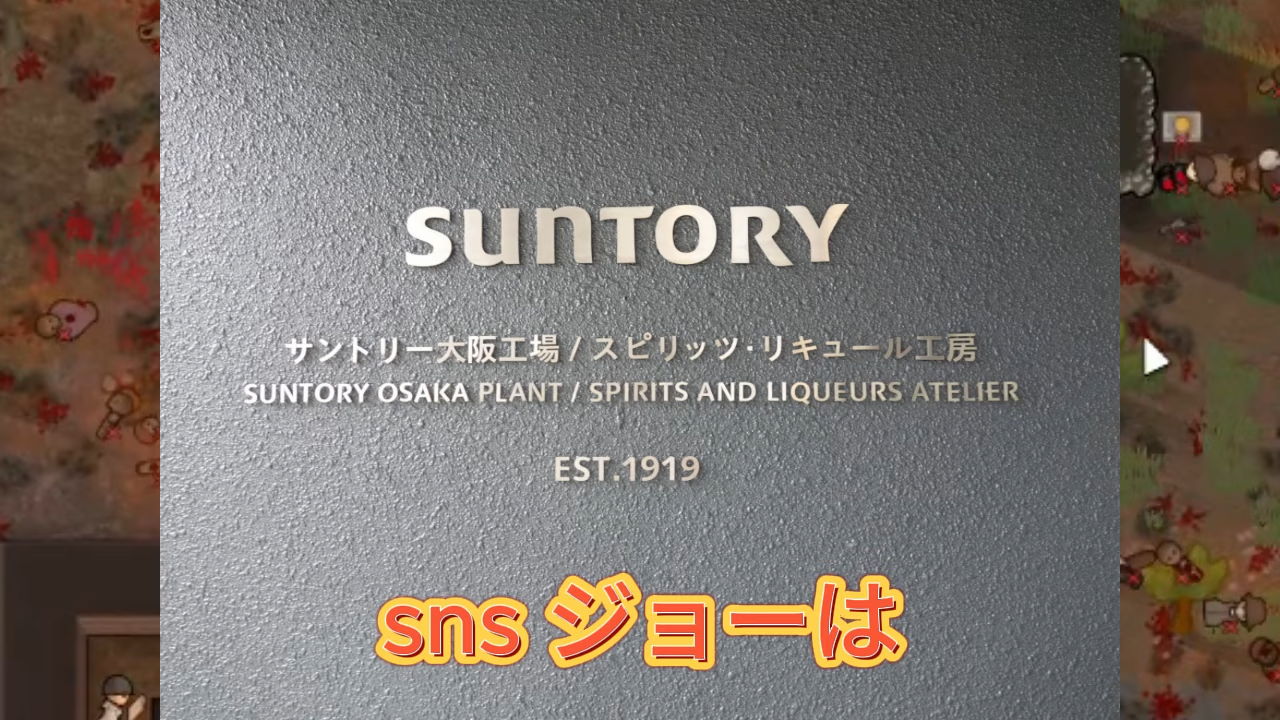 SUNTORY
サントリー大阪工場 / スピリッツ・リキュール工房
SUNTORY OSAKA PLANT / SPIRITS AND LIQUEURS ATELIER
EST.1919
sns ジョーは